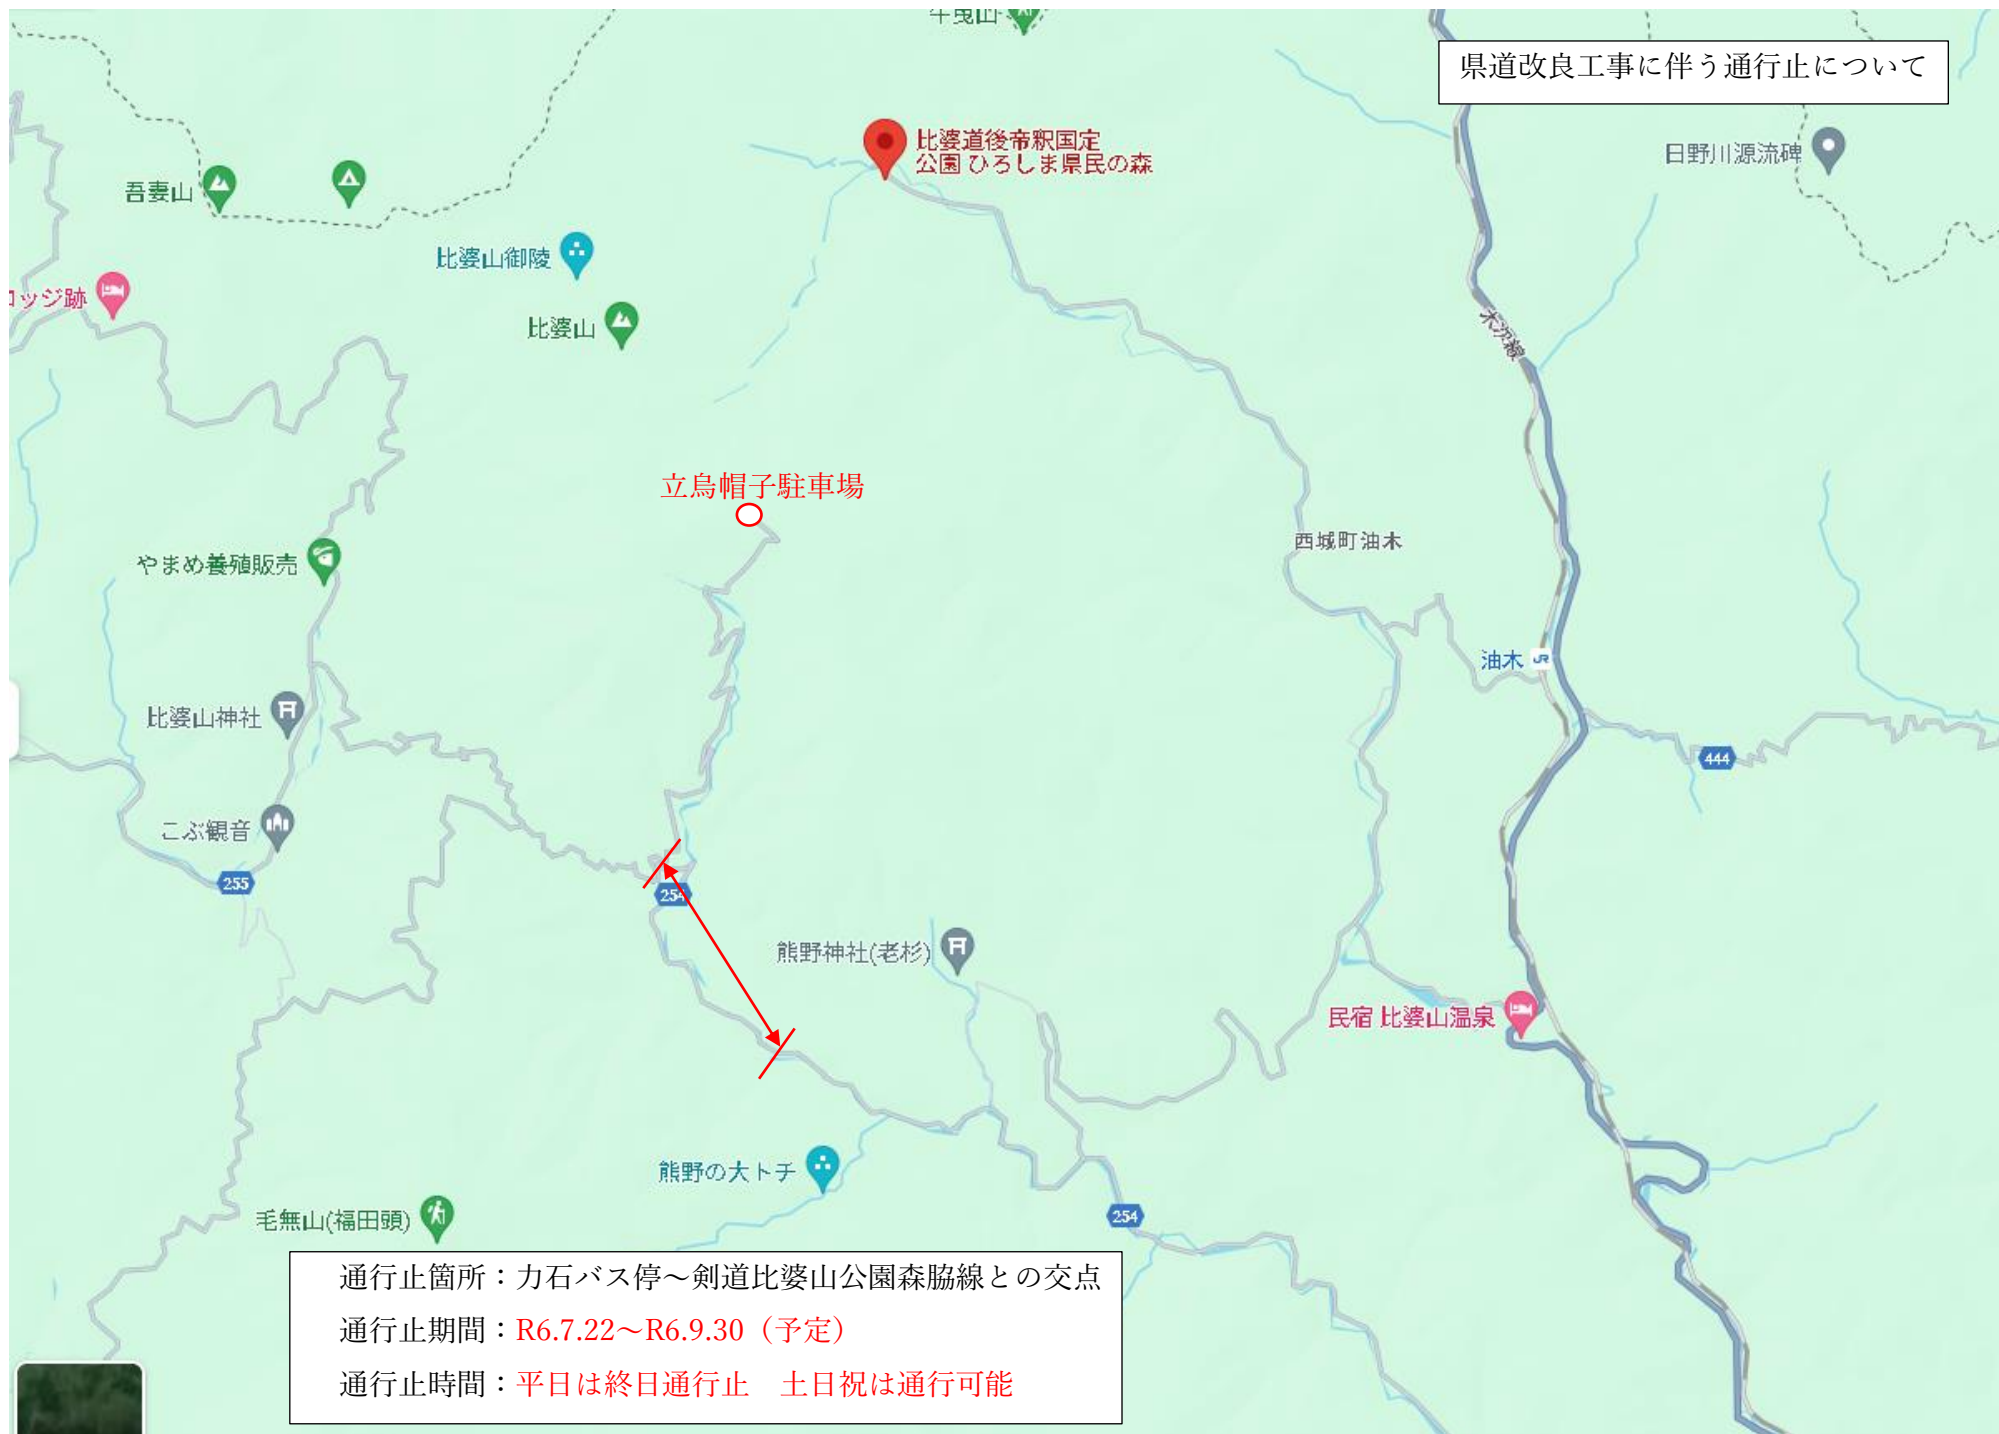 牛曳山
県道改良工事に伴う通行止について
比婆道後帝釈国定
公園 ひろしま県民の森
日野川源流碑
吾妻山
比婆山御陵
ロッジ跡
比婆山
木次線
立烏帽子駐車場
西城町油木
やまめ養殖販売
油木
JR
比婆山神社
444
こぶ観音
255
254
熊野神社(老杉)
民宿 比婆山温泉
熊野の大トチ
毛無山(福田頭)
254
通行止箇所：力石バス停～剣道比婆山公園森脇線との交点
通行止期間：R6.7.22～R6.9.30（予定）
通行止時間：平日は終日通行止　土日祝は通行可能